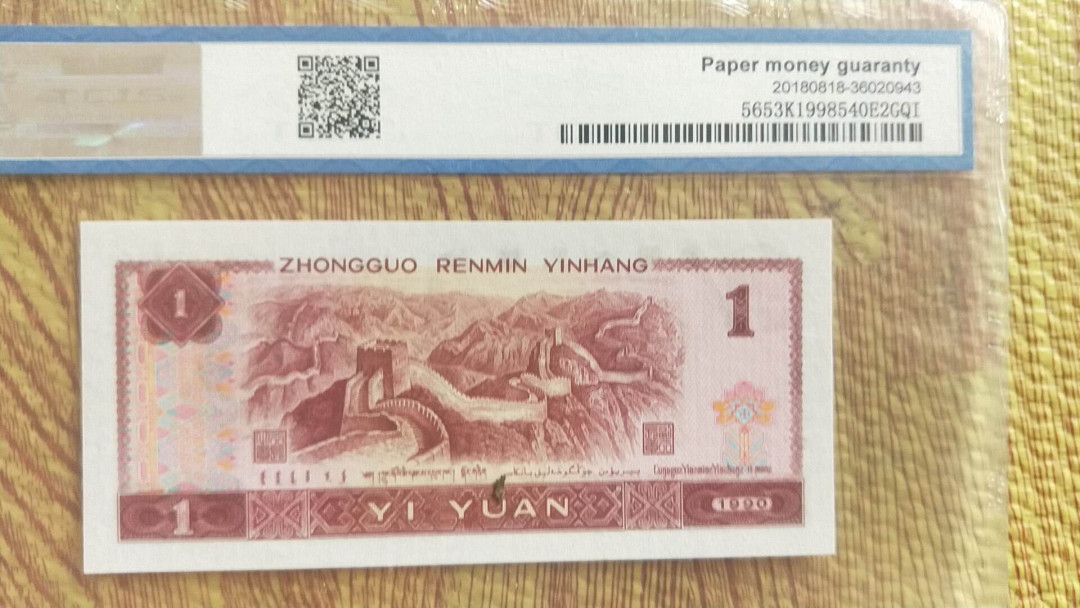 Paper money guaranty
20180818-36020943
5653K1998540E2GQI
ZHONGGUO RENMIN YINHANG
1
1
1
YI YUAN
1990